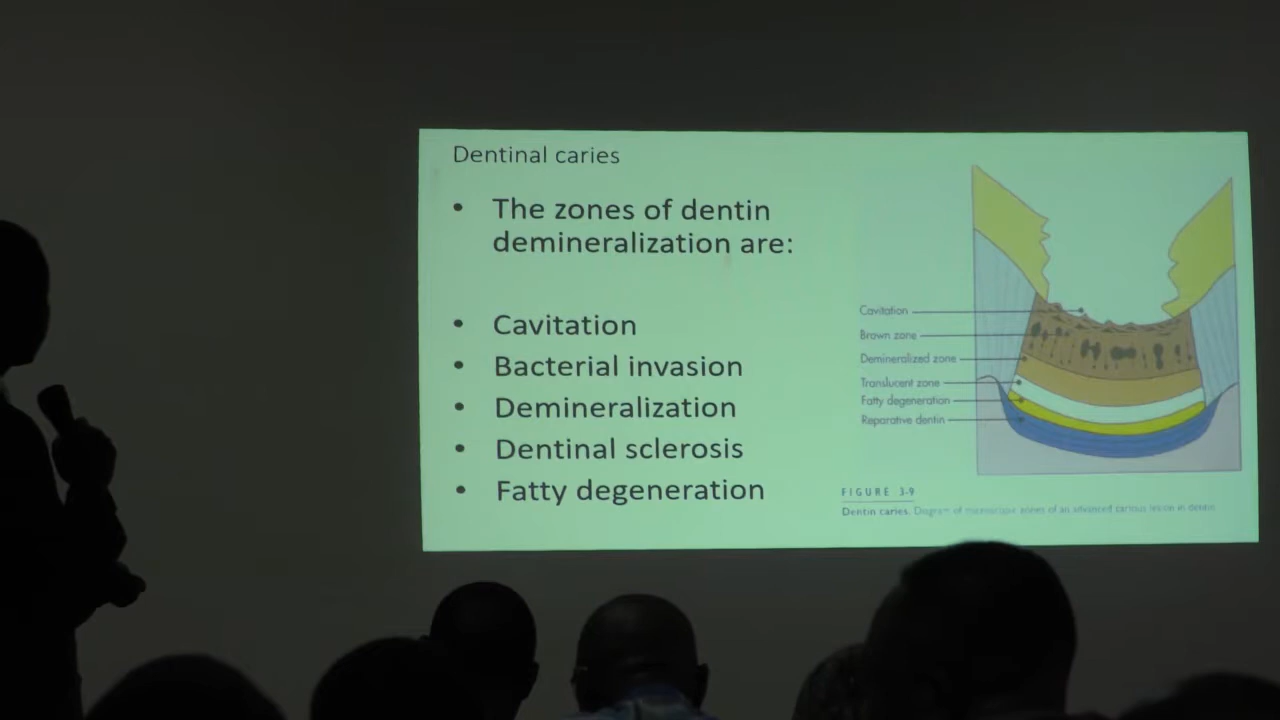 Dentinal caries
• The zones of dentin
demineralization are:
• Cavitation
• Bacterial invasion
• Demineralization
• Dentinal sclerosis
• Fatty degeneration
Cavitation
Brown zone
Demineralized zone
Translucent zone
Fatty degeneration
Reparative dentin
FIGURE 3-9
Dentin caries. Diagram of microscopic zones of an advanced carious lesion in dentin